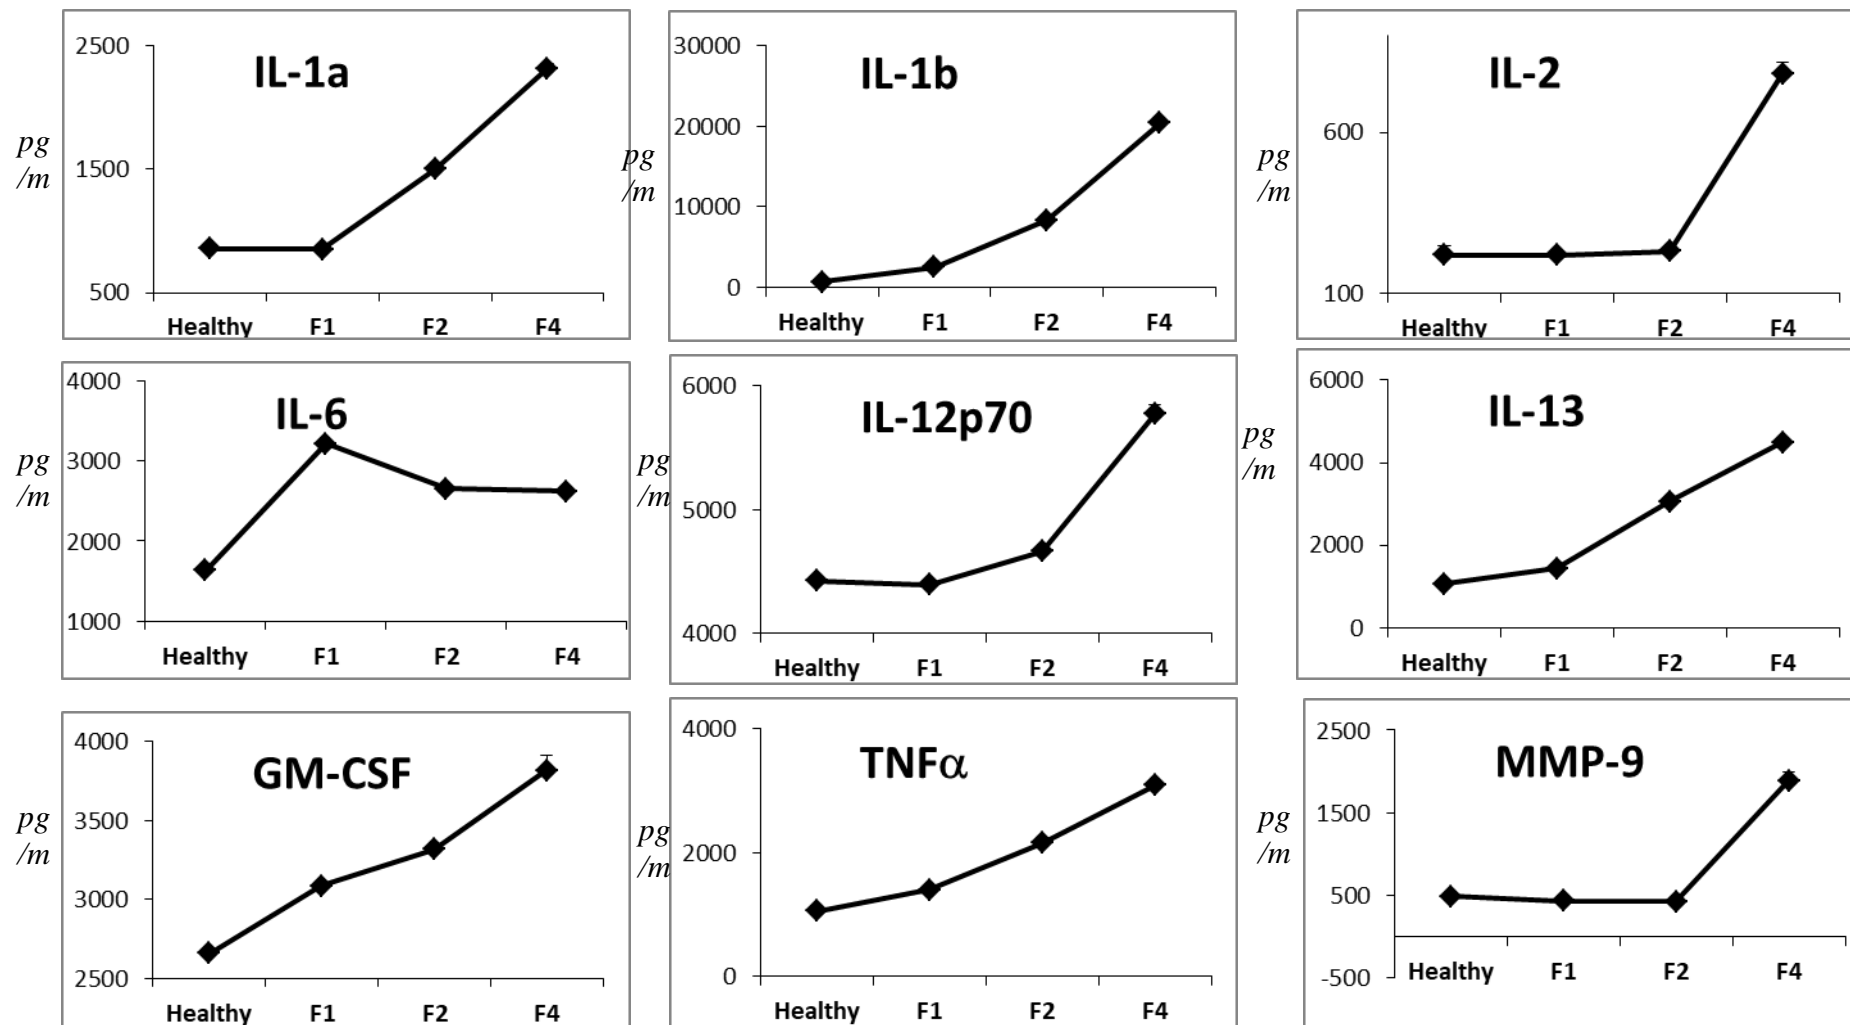 IL-1a
2500
1500
500
pg
/m
Healthy F1 F2 F4
IL-1b
30000
20000
10000
0
pg
/m
Healthy F1 F2 F4
IL-2
600
100
pg
/m
Healthy F1 F2 F4
IL-6
4000
3000
2000
1000
pg
/m
Healthy F1 F2 F4
IL-12p70
6000
5000
4000
pg
/m
Healthy F1 F2 F4
IL-13
6000
4000
2000
0
pg
/m
Healthy F1 F2 F4
GM-CSF
4000
3500
3000
2500
pg
/m
Healthy F1 F2 F4
TNFα
4000
2000
0
pg
/m
Healthy F1 F2 F4
MMP-9
2500
1500
500
-500
pg
/m
Healthy F1 F2 F4